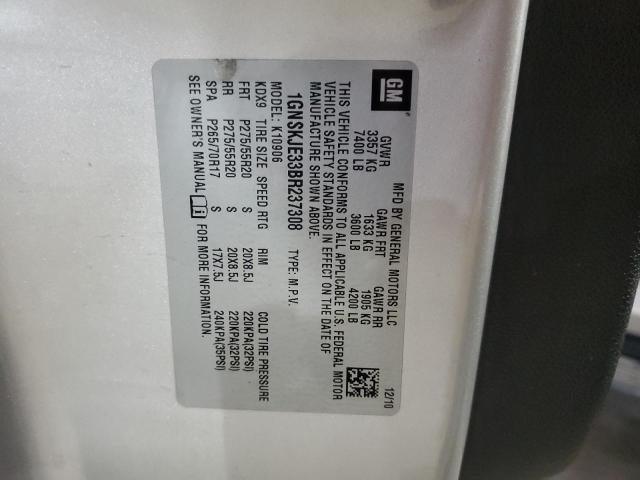 GM
MFD BY GENERAL MOTORS LLC 12/10
GVWR GAWR FRT GAWR RR
3357 KG 1633 KG 1905 KG
7400 LB 3600 LB 4200 LB
THIS VEHICLE CONFORMS TO ALL APPLICABLE U.S. FEDERAL MOTOR
VEHICLE SAFETY STANDARDS IN EFFECT ON THE DATE OF
MANUFACTURE SHOWN ABOVE.
1GNSKJE33BR237308 TYPE: M.P.V.
MODEL: K10906
KDX9 TIRE SIZE SPEED RTG RIM COLD TIRE PRESSURE
FRT P275/55R20 S 20X8.5J 220KPA(32PSI)
RR P275/55R20 S 20X8.5J 220KPA(32PSI)
SPA P265/70R17 S 17X7.5J 240KPA(35PSI)
SEE OWNER'S MANUAL FOR MORE INFORMATION.